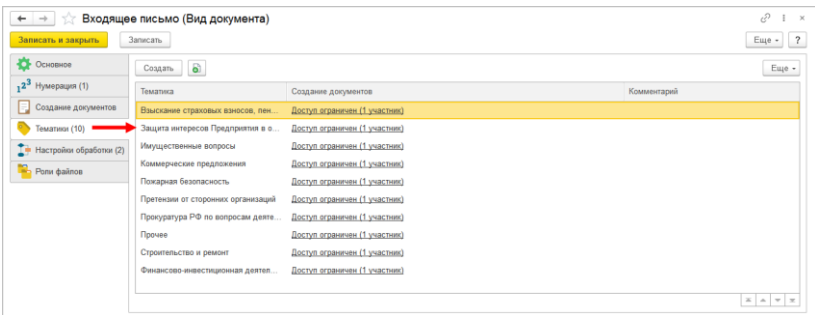 Входящее письмо (Вид документа)
Записать и закрыть Записать Еще ?
Основное
Нумерация (1)
Создание документов
Тематики (10)
Настройки обработки (2)
Роли файлов
Создать Еще
Тематика Создание документов Комментарий
Взыскание страховых взносов, пен... Доступ ограничен (1 участник)
Защита интересов Предприятия в о... Доступ ограничен (1 участник)
Имущественные вопросы Доступ ограничен (1 участник)
Коммерческие предложения Доступ ограничен (1 участник)
Пожарная безопасность Доступ ограничен (1 участник)
Претензии от сторонних организаций Доступ ограничен (1 участник)
Прокуратура РФ по вопросам деяте... Доступ ограничен (1 участник)
Прочее Доступ ограничен (1 участник)
Строительство и ремонт Доступ ограничен (1 участник)
Финансово-инвестиционная деятел... Доступ ограничен (1 участник)